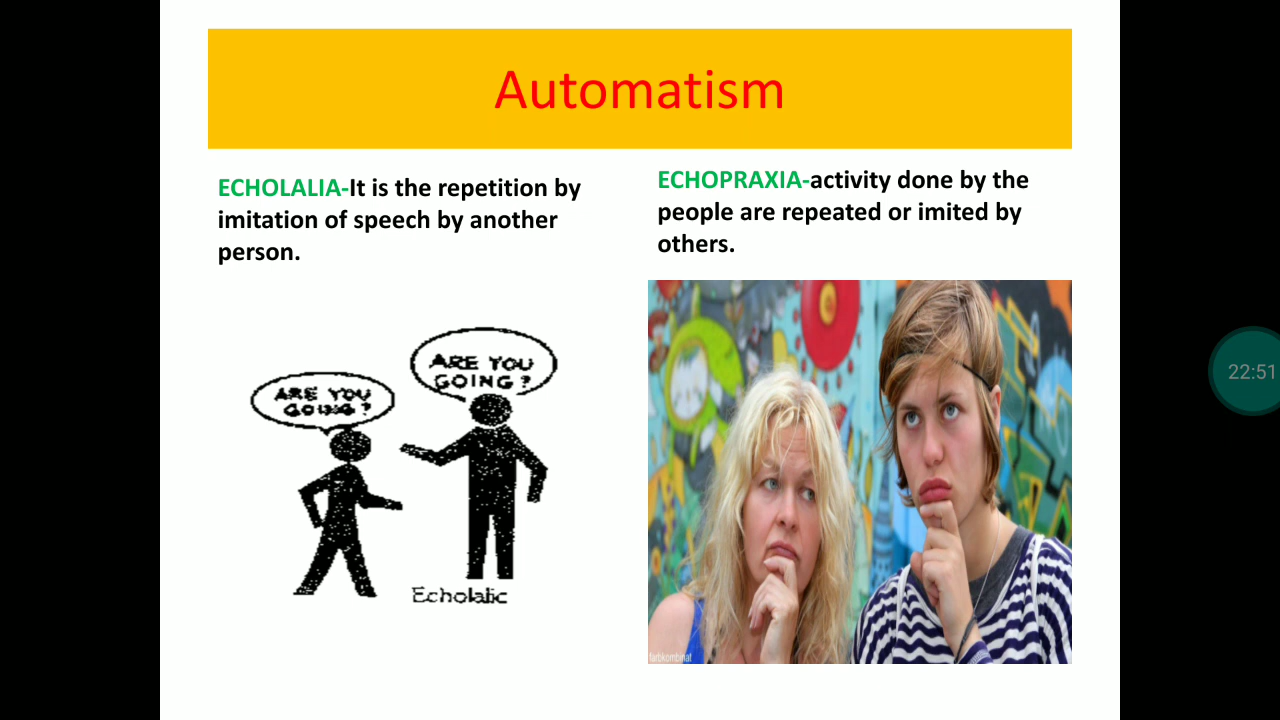 Automatism
ECHOLALIA-It is the repetition by
imitation of speech by another
person.
ECHOPRAXIA-activity done by the
people are repeated or imited by
others.
ARE YOU
GOING?
ARE YOU
GOING?
Echolalic
farbkombinat
22:51